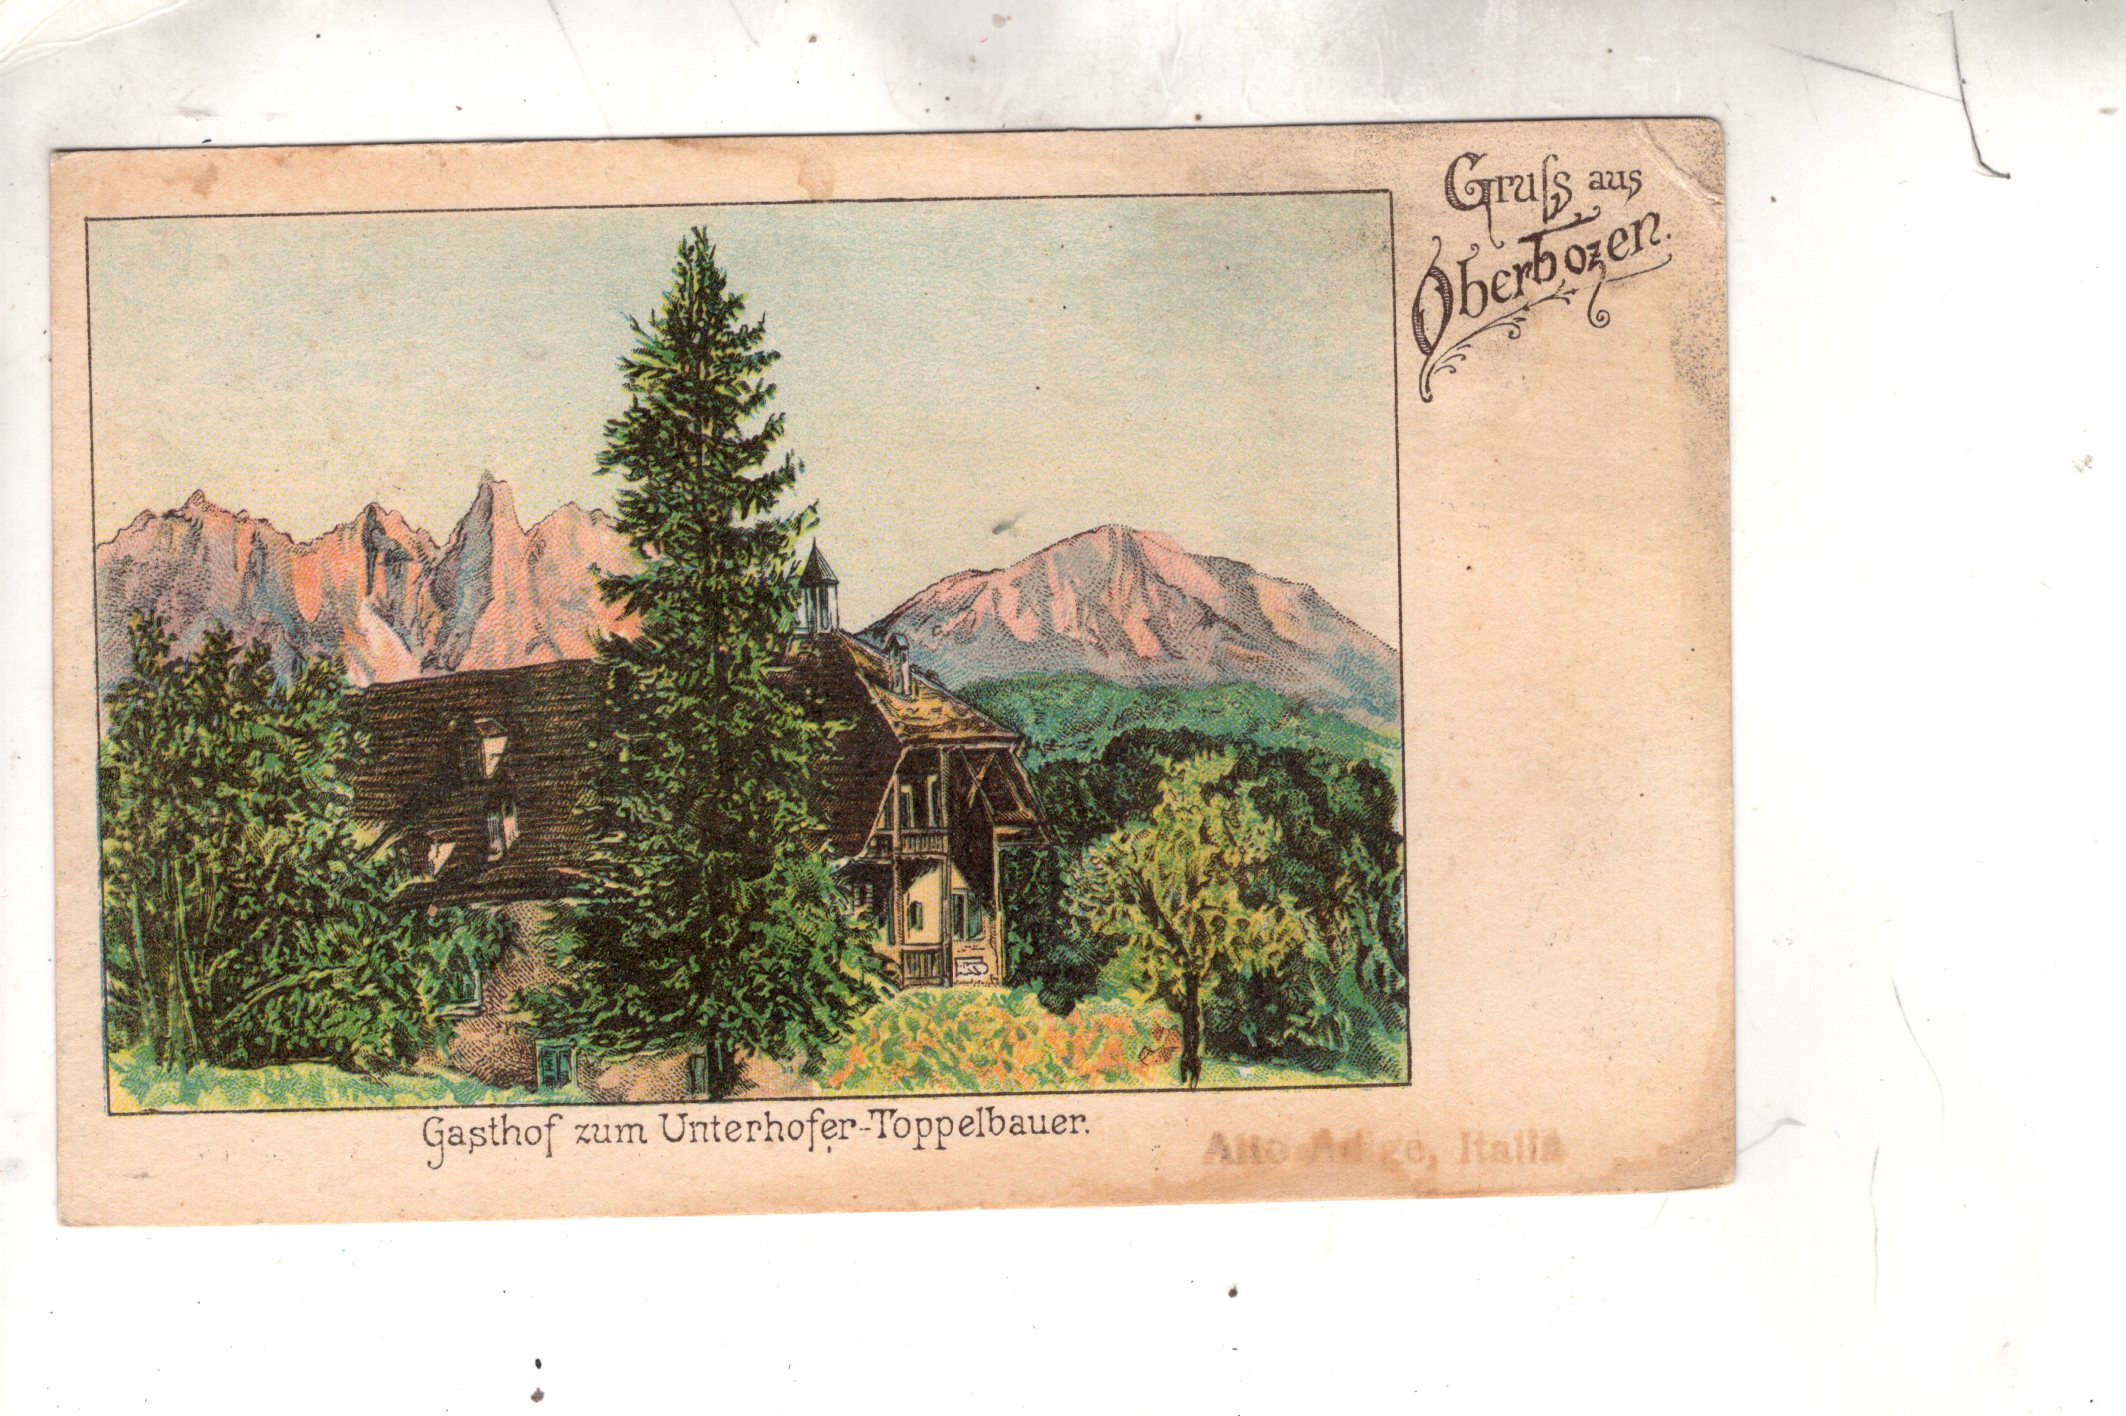 Gruſs aus
Oberbozen.
Gasthof zum Unterhofer-Toppelbauer.
Alto Adige, Italia